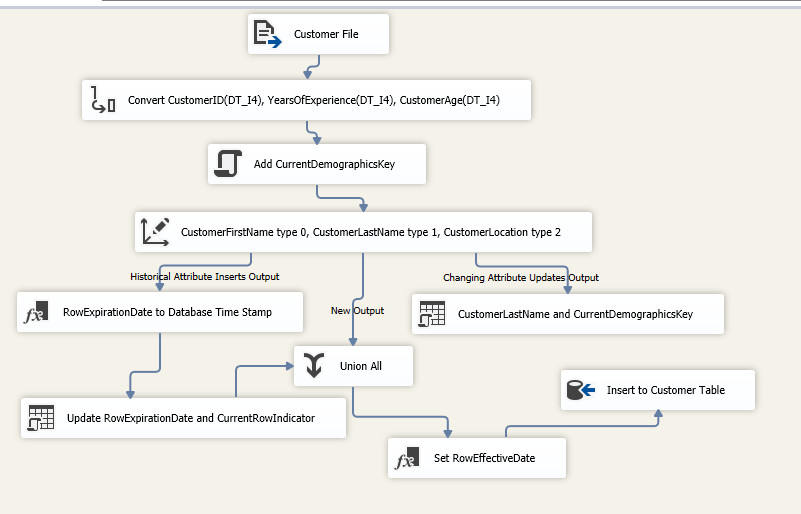 Customer File
Convert CustomerID(DT_I4), YearsOfExperience(DT_I4), CustomerAge(DT_I4)
Add CurrentDemographicsKey
CustomerFirstName type 0, CustomerLastName type 1, CustomerLocation type 2
Historical Attribute Inserts Output
Changing Attribute Updates Output
RowExpirationDate to Database Time Stamp
New Output
CustomerLastName and CurrentDemographicsKey
Union All
Insert to Customer Table
Update RowExpirationDate and CurrentRowIndicator
Set RowEffectiveDate